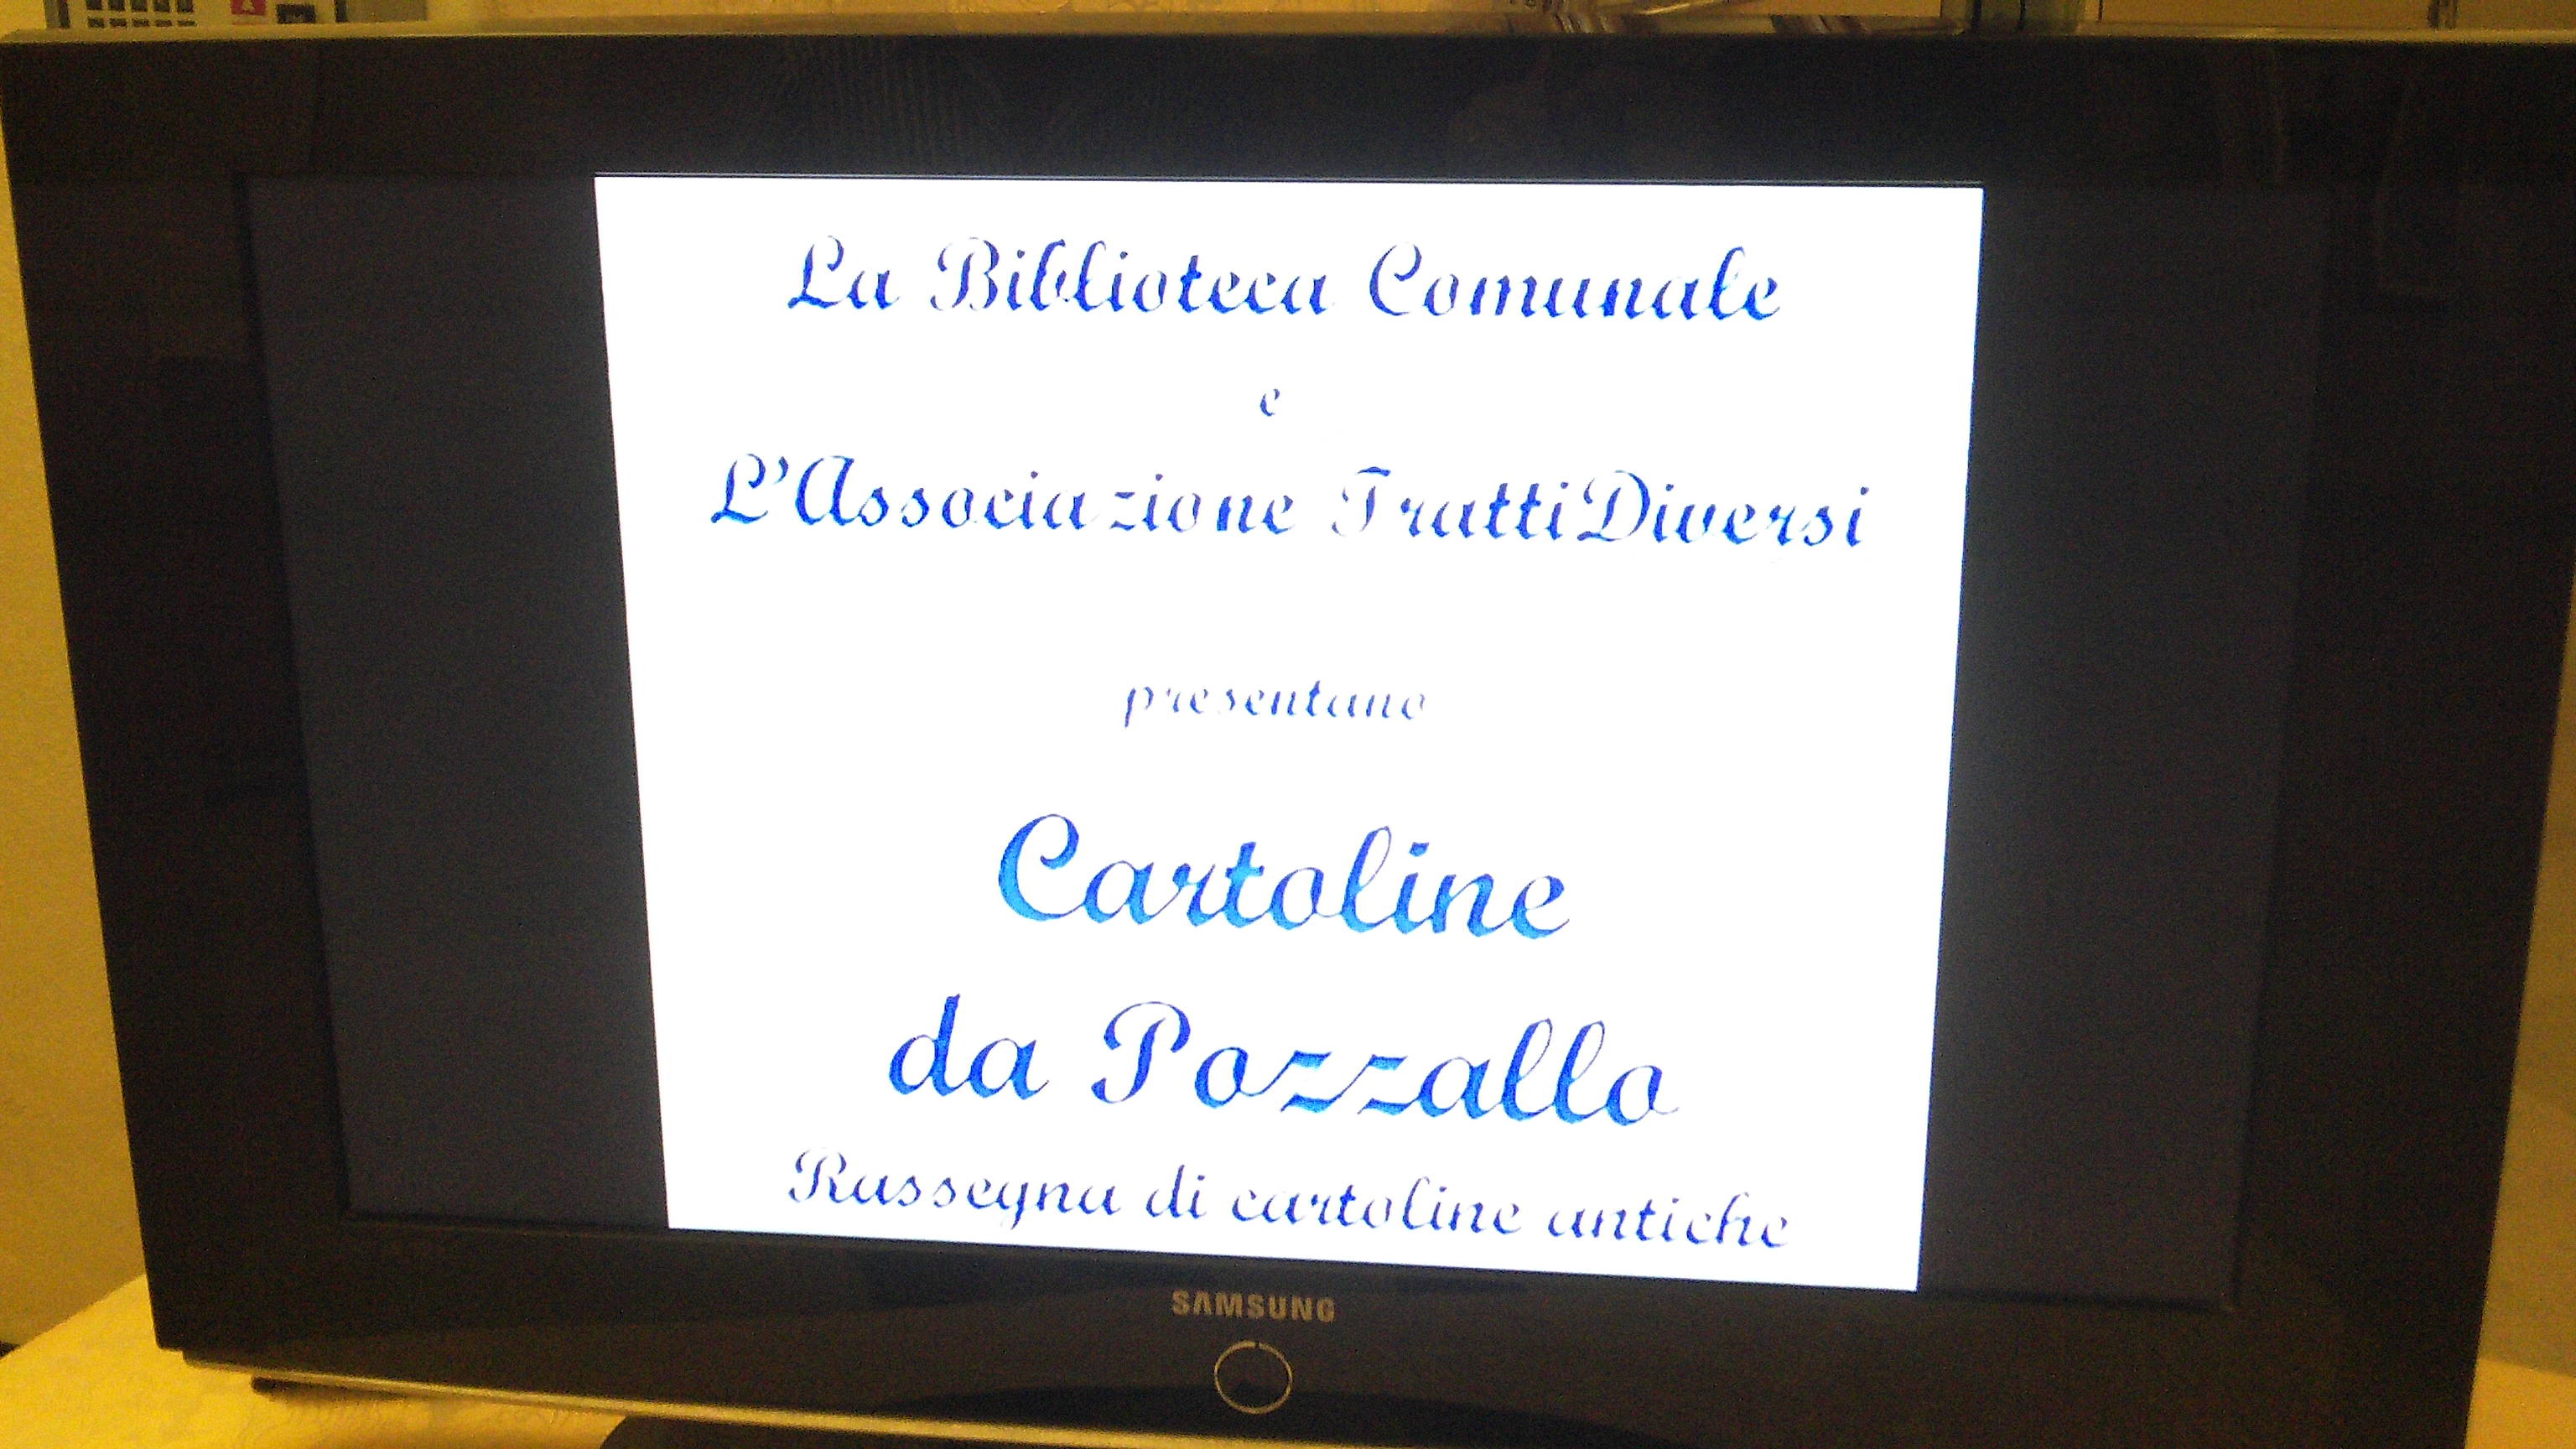 La Biblioteca Comunale
e
L'Associazione TrattiDiversi
presentano
Cartoline
da Pozzallo
Rassegna di cartoline antiche
SAMSUNG